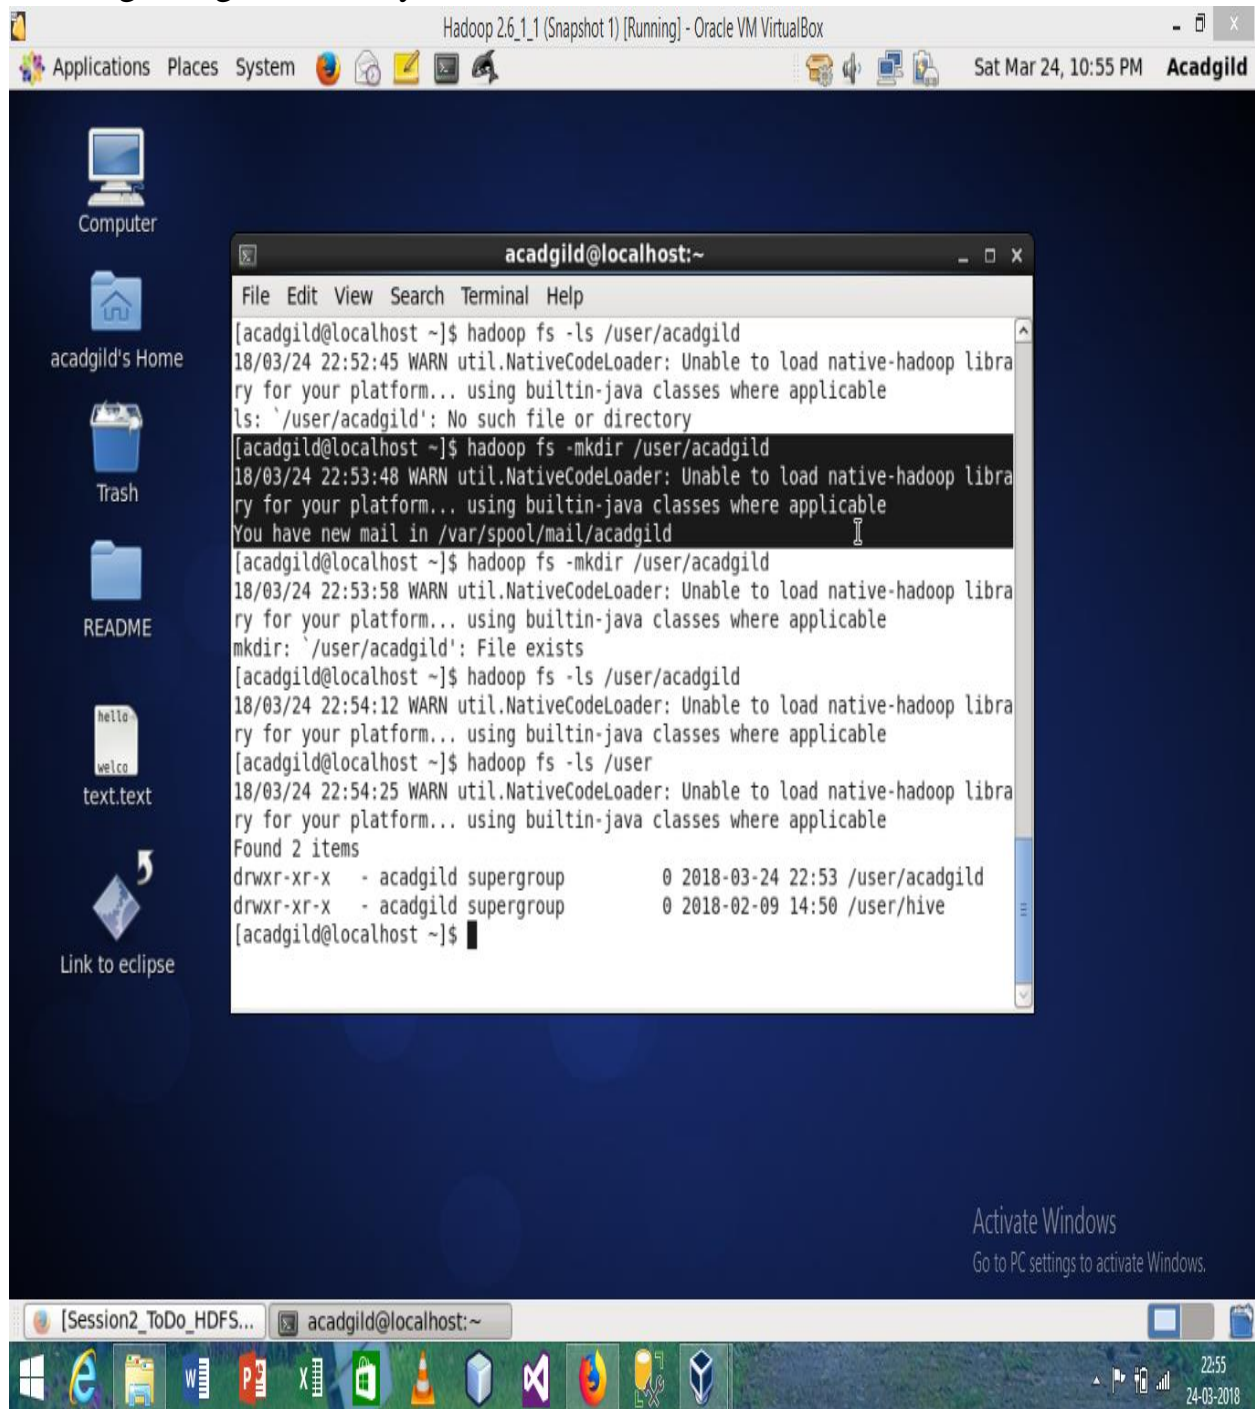 Hadoop 2.6_1_1 (Snapshot 1) [Running] - Oracle VM VirtualBox
Applications Places System Sat Mar 24, 10:55 PM Acadgild
Computer
acadgild's Home
Trash
README
hello
welco
text.text
Link to eclipse
acadgild@localhost:~
File Edit View Search Terminal Help
[acadgild@localhost ~]$ hadoop fs -ls /user/acadgild
18/03/24 22:52:45 WARN util.NativeCodeLoader: Unable to load native-hadoop libra
ry for your platform... using builtin-java classes where applicable
ls: `/user/acadgild': No such file or directory
[acadgild@localhost ~]$ hadoop fs -mkdir /user/acadgild
18/03/24 22:53:48 WARN util.NativeCodeLoader: Unable to load native-hadoop libra
ry for your platform... using builtin-java classes where applicable
You have new mail in /var/spool/mail/acadgild
[acadgild@localhost ~]$ hadoop fs -mkdir /user/acadgild
18/03/24 22:53:58 WARN util.NativeCodeLoader: Unable to load native-hadoop libra
ry for your platform... using builtin-java classes where applicable
mkdir: `/user/acadgild': File exists
[acadgild@localhost ~]$ hadoop fs -ls /user/acadgild
18/03/24 22:54:12 WARN util.NativeCodeLoader: Unable to load native-hadoop libra
ry for your platform... using builtin-java classes where applicable
[acadgild@localhost ~]$ hadoop fs -ls /user
18/03/24 22:54:25 WARN util.NativeCodeLoader: Unable to load native-hadoop libra
ry for your platform... using builtin-java classes where applicable
Found 2 items
drwxr-xr-x   - acadgild supergroup          0 2018-03-24 22:53 /user/acadgild
drwxr-xr-x   - acadgild supergroup          0 2018-02-09 14:50 /user/hive
[acadgild@localhost ~]$
Activate Windows
Go to PC settings to activate Windows.
[Session2_ToDo_HDFS... acadgild@localhost:~
22:55
24-03-2018